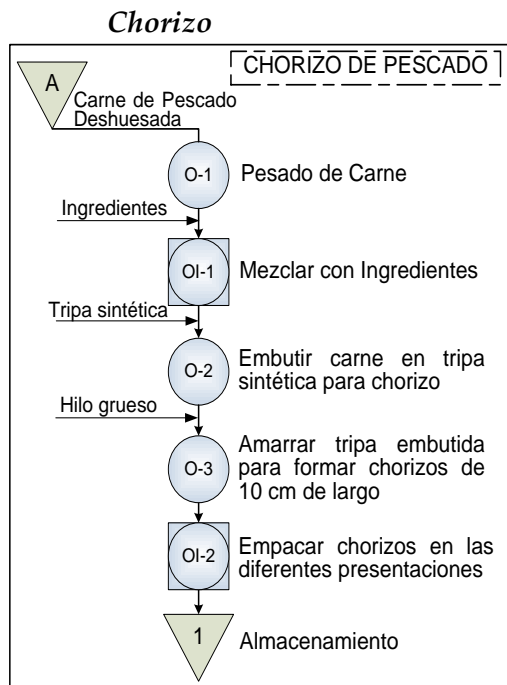 Chorizo
CHORIZO DE PESCADO
A
Carne de Pescado
Deshuesada
O-1
Pesado de Carne
Ingredientes
OI-1
Mezclar con Ingredientes
Tripa sintética
O-2
Embutir carne en tripa
sintética para chorizo
Hilo grueso
O-3
Amarrar tripa embutida
para formar chorizos de
10 cm de largo
OI-2
Empacar chorizos en las
diferentes presentaciones
1
Almacenamiento